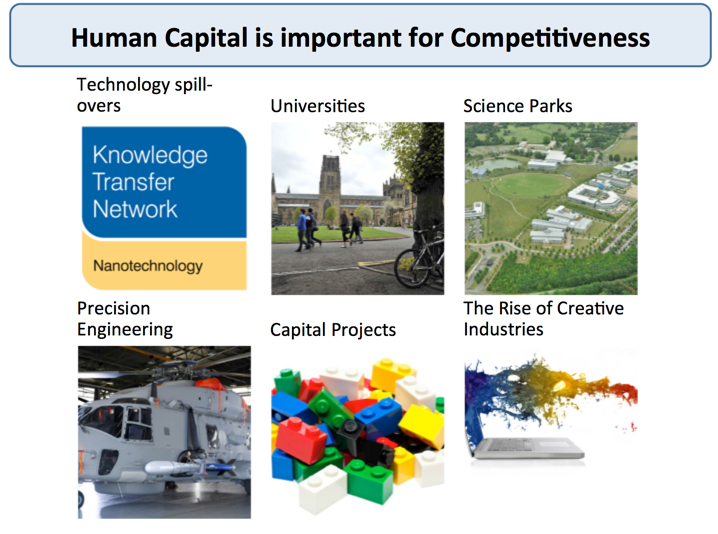 Human Capital is important for Competitiveness
Technology spill-
overs
Universities
Science Parks
Knowledge
Transfer
Network
Nanotechnology
Precision
Engineering
Capital Projects
The Rise of Creative
Industries